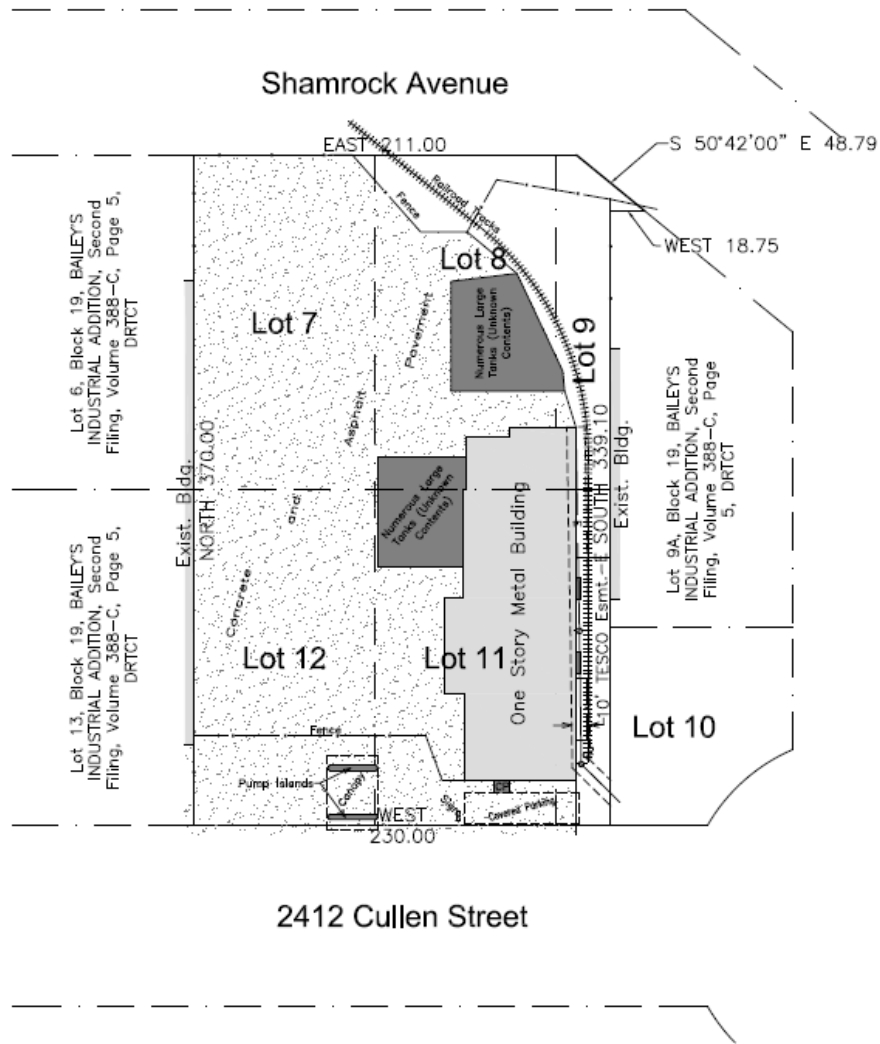 Shamrock Avenue
EAST 211.00
S 50°42'00" E 48.79
WEST 18.75
Railroad Tracks
Fence
Lot 6, Block 19, BAILEY'S
INDUSTRIAL ADDITION, Second
Filing, Volume 388-C, Page 5,
DRTCT
Lot 7
Lot 8
Lot 9
Numerous Large
Tanks (Unknown
Contents)
Pavement
Asphalt
and
Concrete
Exist. Bldg.
NORTH 370.00
Numerous Large
Tanks (Unknown
Contents)
One Story Metal Building
10' TESCO Esmt.
SOUTH 339.10
Exist. Bldg.
Lot 9A, Block 19, BAILEY'S
INDUSTRIAL ADDITION, Second
Filing, Volume 388-C, Page
5, DRTCT
Lot 13, Block 19, BAILEY'S
INDUSTRIAL ADDITION, Second
Filing, Volume 388-C, Page 5,
DRTCT
Lot 12
Lot 11
Lot 10
Fence
Pump Islands
Canopy
Sign
Covered Parking
WEST
230.00
2412 Cullen Street